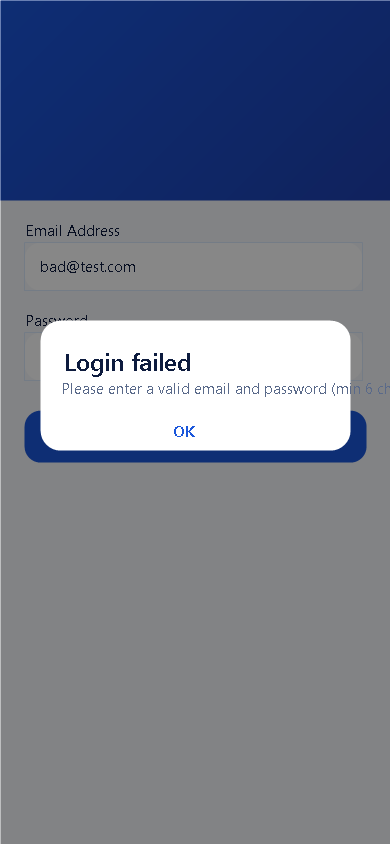 Email Address
bad@test.com
Password
Login failed
Please enter a valid email and password (min 6 ch
OK